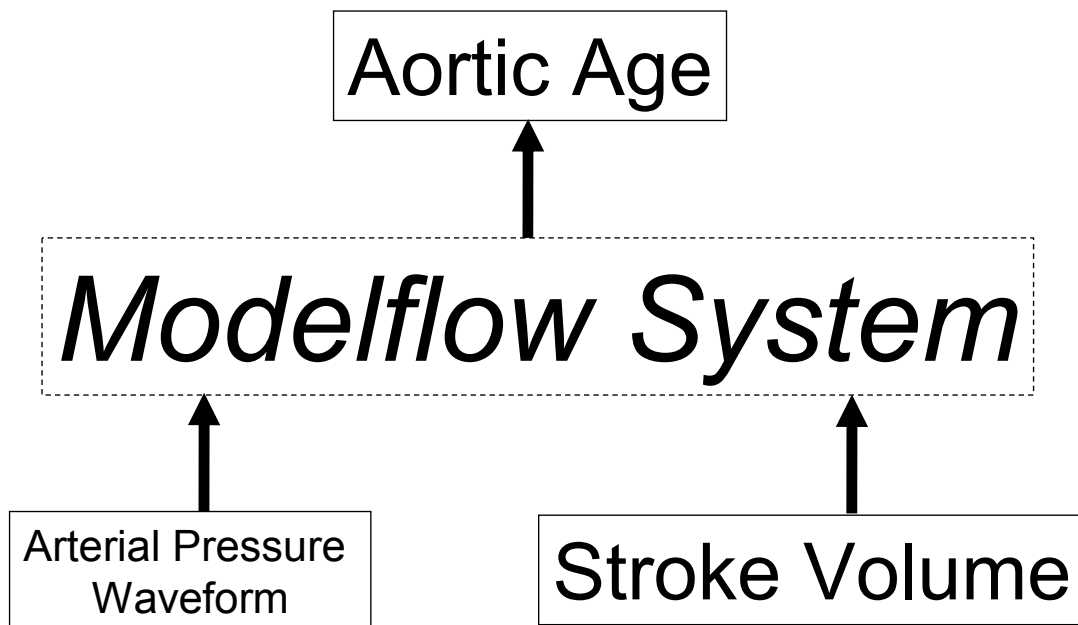 Aortic Age
Modelflow System
Arterial Pressure
Waveform
Stroke Volume